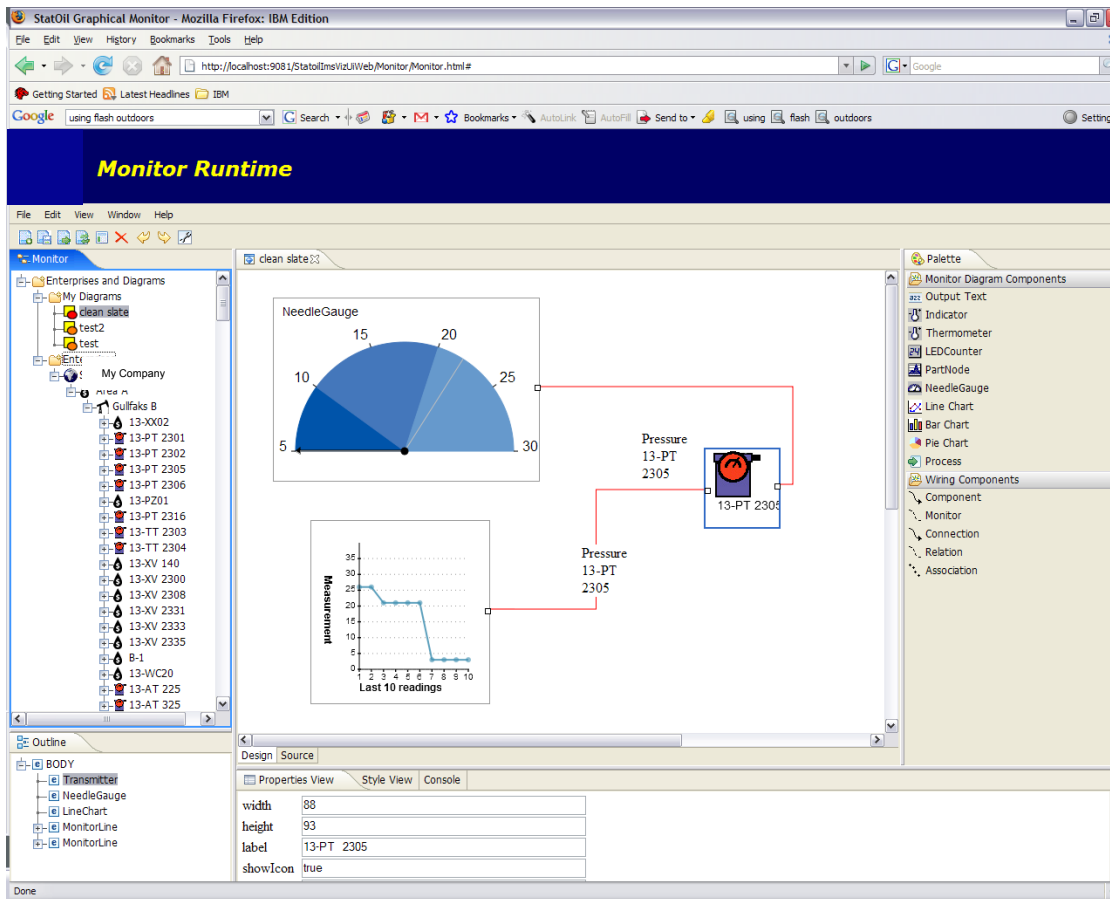 StatOil Graphical Monitor - Mozilla Firefox: IBM Edition
File Edit View History Bookmarks Tools Help
http://localhost:9081/StatoilImsVizUiWeb/Monitor/Monitor.html#
Google
Getting Started Latest Headlines IBM
Google using flash outdoors G Search Bookmarks AutoLink AutoFill Send to using flash outdoors Setting
Monitor Runtime
File Edit View Window Help
Monitor
Enterprises and Diagrams
My Diagrams
clean slate
test2
test
Ente
My Company
Area A
Gullfaks B
13-XX02
13-PT 2301
13-PT 2302
13-PT 2305
13-PT 2306
13-PZ01
13-PT 2316
13-TT 2303
13-TT 2304
13-XV 140
13-XV 2300
13-XV 2308
13-XV 2331
13-XV 2333
13-XV 2335
B-1
13-WC20
13-AT 225
13-AT 325
Outline
BODY
Transmitter
NeedleGauge
LineChart
MonitorLine
MonitorLine
clean slate
NeedleGauge
5 10 15 20 25 30
Pressure
13-PT
2305
13-PT 2305
Pressure
13-PT
2305
Measurement
35
30
25
20
15
10
5
0
1 2 3 4 5 6 7 8 9 10
Last 10 readings
Design Source
Properties View Style View Console
width 88
height 93
label 13-PT 2305
showIcon true
Palette
Monitor Diagram Components
Output Text
Indicator
Thermometer
LEDCounter
PartNode
NeedleGauge
Line Chart
Bar Chart
Pie Chart
Process
Wiring Components
Component
Monitor
Connection
Relation
Association
Done